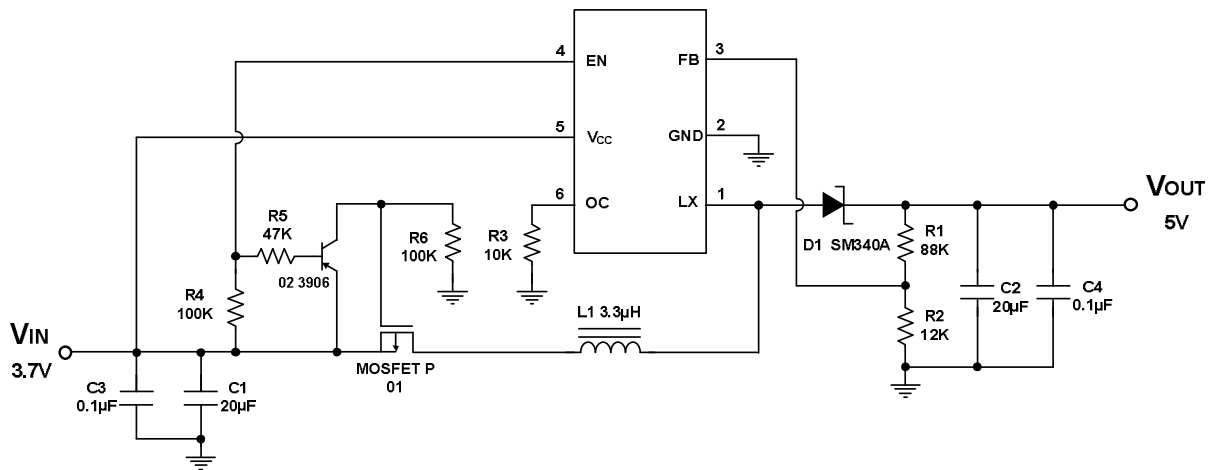 4
EN
FB
3
5
VCC
GND
2
6
OC
LX
1
VOUT
5V
R5
47K
R6
100K
R3
10K
D1 SM340A
R1
88K
02 3906
R4
100K
C2
20µF
C4
0.1µF
L1 3.3µH
R2
12K
VIN
3.7V
MOSFET P
01
C3
0.1µF
C1
20µF